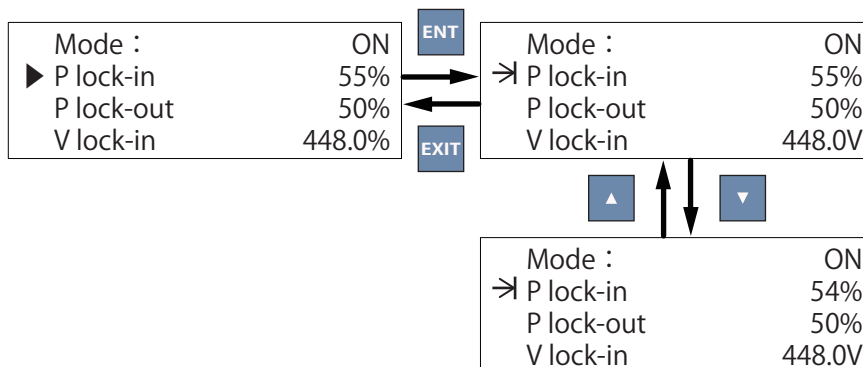 Mode : ON
▶ P lock-in 55%
P lock-out 50%
V lock-in 448.0%
ENT
EXIT
Mode : ON
P lock-in 55%
P lock-out 50%
V lock-in 448.0V
▲
▼
Mode : ON
P lock-in 54%
P lock-out 50%
V lock-in 448.0V